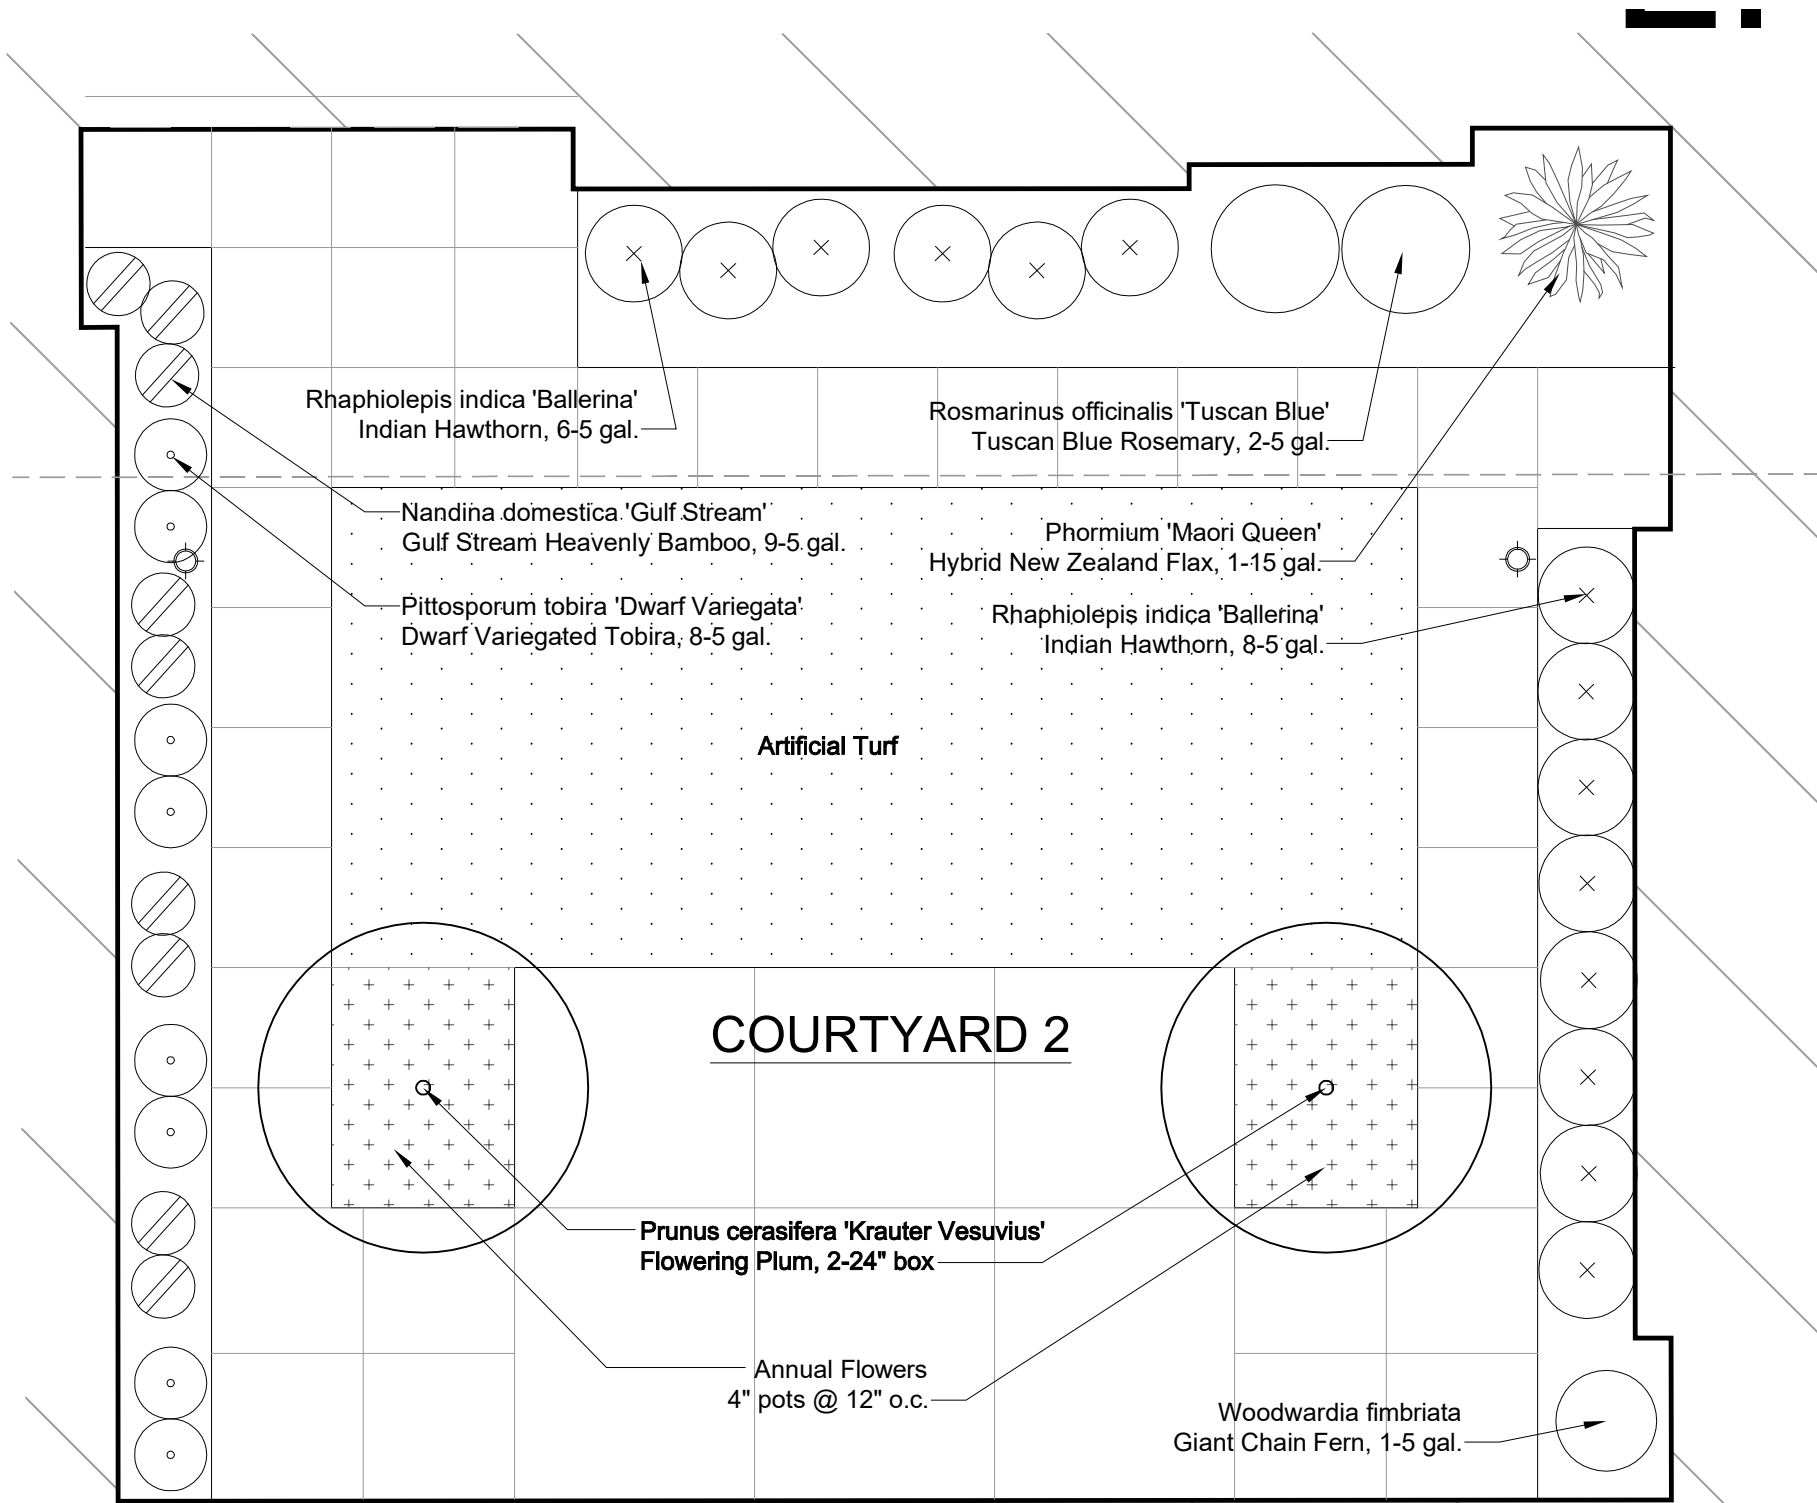 Rhaphiolepis indica 'Ballerina'
Indian Hawthorn, 6-5 gal.
Rosmarinus officinalis 'Tuscan Blue'
Tuscan Blue Rosemary, 2-5 gal.
Nandina domestica 'Gulf Stream'
Gulf Stream Heavenly Bamboo, 9-5 gal.
Phormium 'Maori Queen'
Hybrid New Zealand Flax, 1-15 gal.
Pittosporum tobira 'Dwarf Variegata'
Dwarf Variegated Tobira, 8-5 gal.
Rhaphiolepis indica 'Ballerina'
Indian Hawthorn, 8-5 gal.
Artificial Turf
COURTYARD 2
Prunus cerasifera 'Krauter Vesuvius'
Flowering Plum, 2-24" box
Annual Flowers
4" pots @ 12" o.c.
Woodwardia fimbriata
Giant Chain Fern, 1-5 gal.